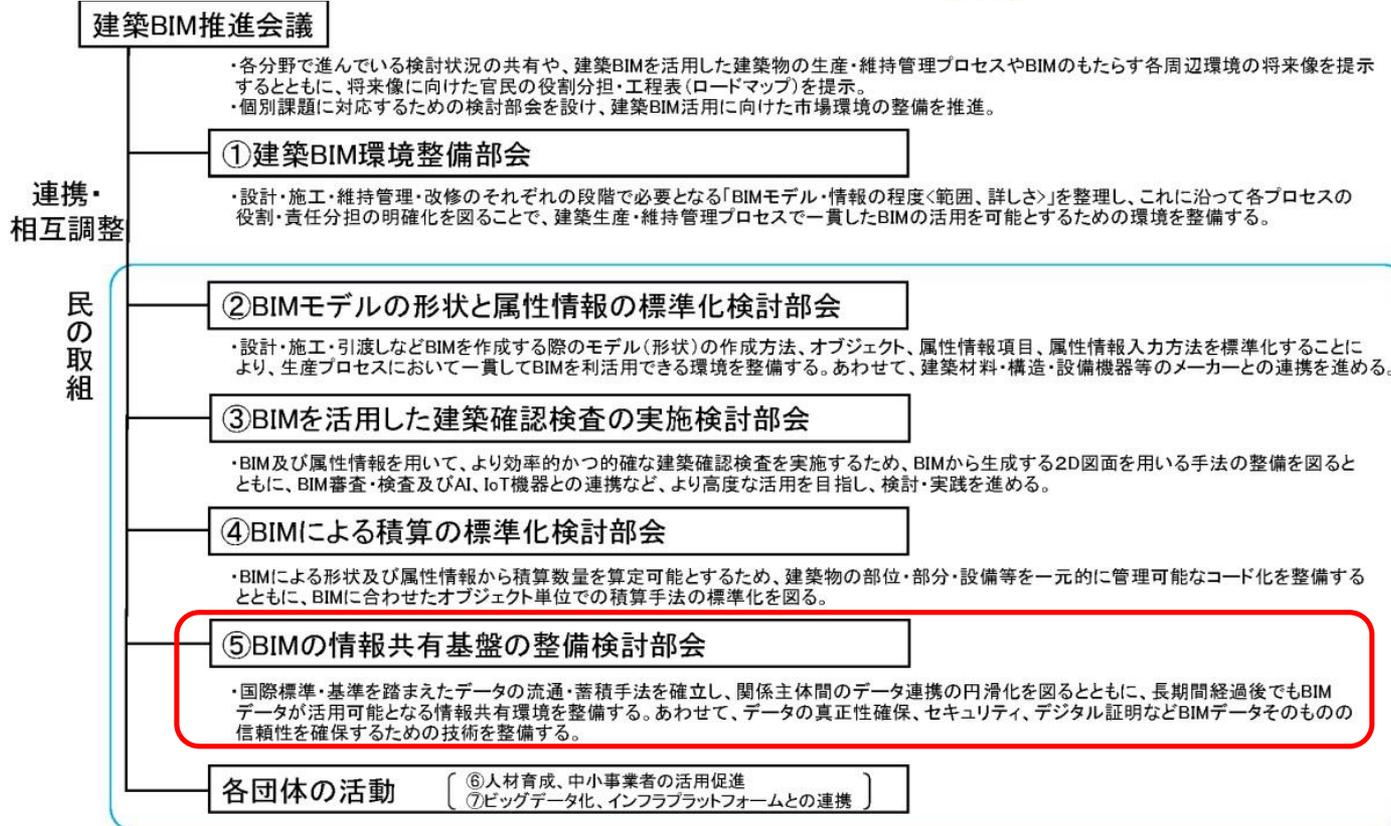 建築BIM推進会議
・各分野で進んでいる検討状況の共有や、建築BIMを活用した建築物の生産・維持管理プロセスやBIMのもたらす各周辺環境の将来像を提示
するとともに、将来像に向けた官民の役割分担・工程表(ロードマップ)を提示。
・個別課題に対応するための検討部会を設け、建築BIM活用に向けた市場環境の整備を推進。
①建築BIM環境整備部会
連携・
相互調整
・設計・施工・維持管理・改修のそれぞれの段階で必要となる「BIMモデル・情報の程度<範囲、詳しさ>」を整理し、これに沿って各プロセスの
役割・責任分担の明確化を図ることで、建築生産・維持管理プロセスで一貫したBIMの活用を可能とするための環境を整備する。
民の取組
②BIMモデルの形状と属性情報の標準化検討部会
・設計・施工・引渡しなどBIMを作成する際のモデル(形状)の作成方法、オブジェクト、属性情報項目、属性情報入力方法を標準化することに
より、生産プロセスにおいて一貫してBIMを利活用できる環境を整備する。あわせて、建築材料・構造・設備機器等のメーカーとの連携を進める。
③BIMを活用した建築確認検査の実施検討部会
・BIM及び属性情報を用いて、より効率的かつ的確な建築確認検査を実施するため、BIMから生成する2D図面を用いる手法の整備を図ると
ともに、BIM審査・検査及びAI、IoT機器との連携など、より高度な活用を目指し、検討・実践を進める。
④BIMによる積算の標準化検討部会
・BIMによる形状及び属性情報から積算数量を算定可能とするため、建築物の部位・部分・設備等を一元的に管理可能なコード化を整備する
とともに、BIMに合わせたオブジェクト単位での積算手法の標準化を図る。
⑤BIMの情報共有基盤の整備検討部会
・国際標準・基準を踏まえたデータの流通・蓄積手法を確立し、関係主体間のデータ連携の円滑化を図るとともに、長期間経過後でもBIM
データが活用可能となる情報共有環境を整備する。あわせて、データの真正性確保、セキュリティ、デジタル証明などBIMデータそのものの
信頼性を確保するための技術を整備する。
各団体の活動
⑥人材育成、中小事業者の活用促進
⑦ビッグデータ化、インフラプラットフォームとの連携